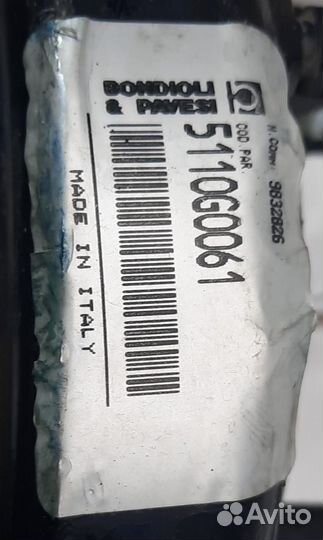 BONDIOLI
& PAVESI
N.Comm. 9832826
COD.PAR.
5110G0061
MADE IN ITALY
Avito